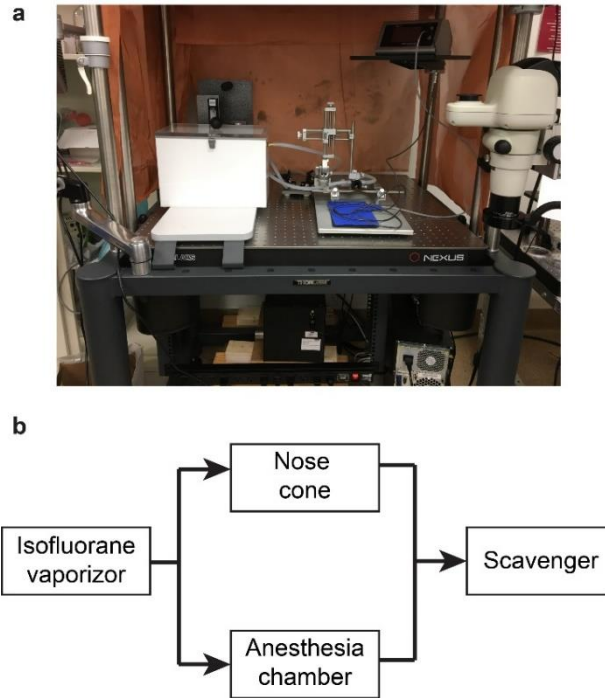 a
NEXUS
b
Nose
cone
Isofluorane
vaporizor
Scavenger
Anesthesia
chamber